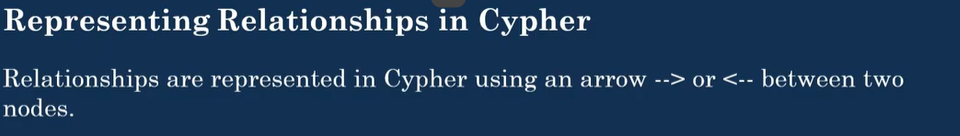 Representing Relationships in Cypher
Relationships are represented in Cypher using an arrow --> or <-- between two
nodes.